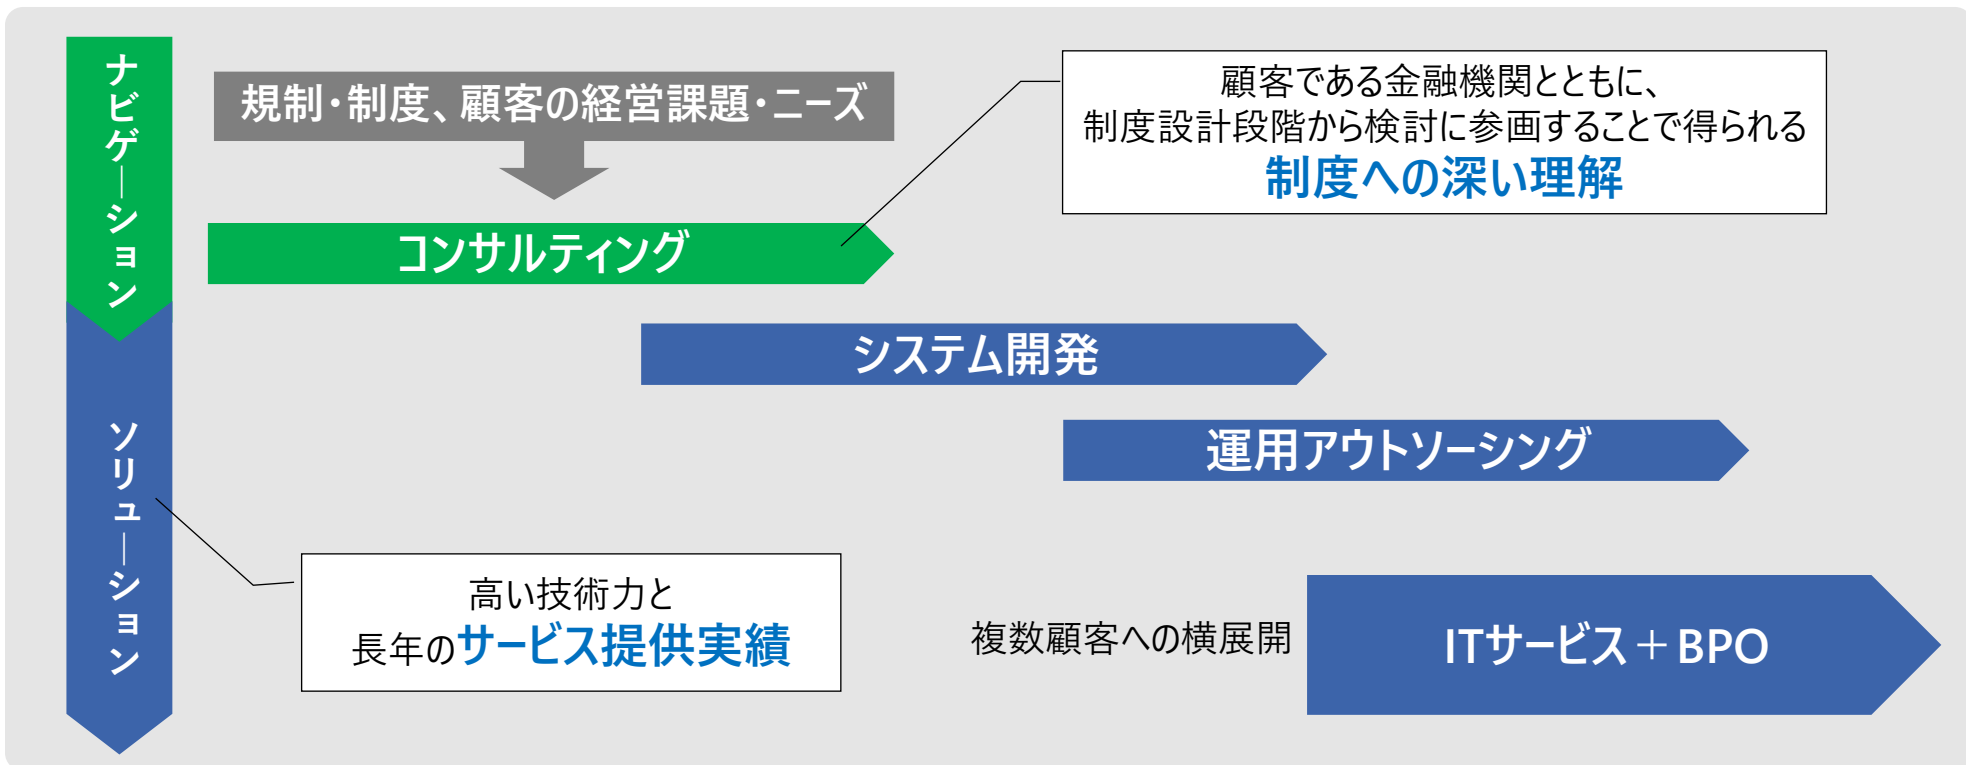 ナビゲーション
規制・制度、顧客の経営課題・ニーズ
顧客である金融機関とともに、
制度設計段階から検討に参画することで得られる
制度への深い理解
コンサルティング
システム開発
運用アウトソーシング
ソリューション
高い技術力と
長年のサービス提供実績
複数顧客への横展開
ITサービス＋BPO